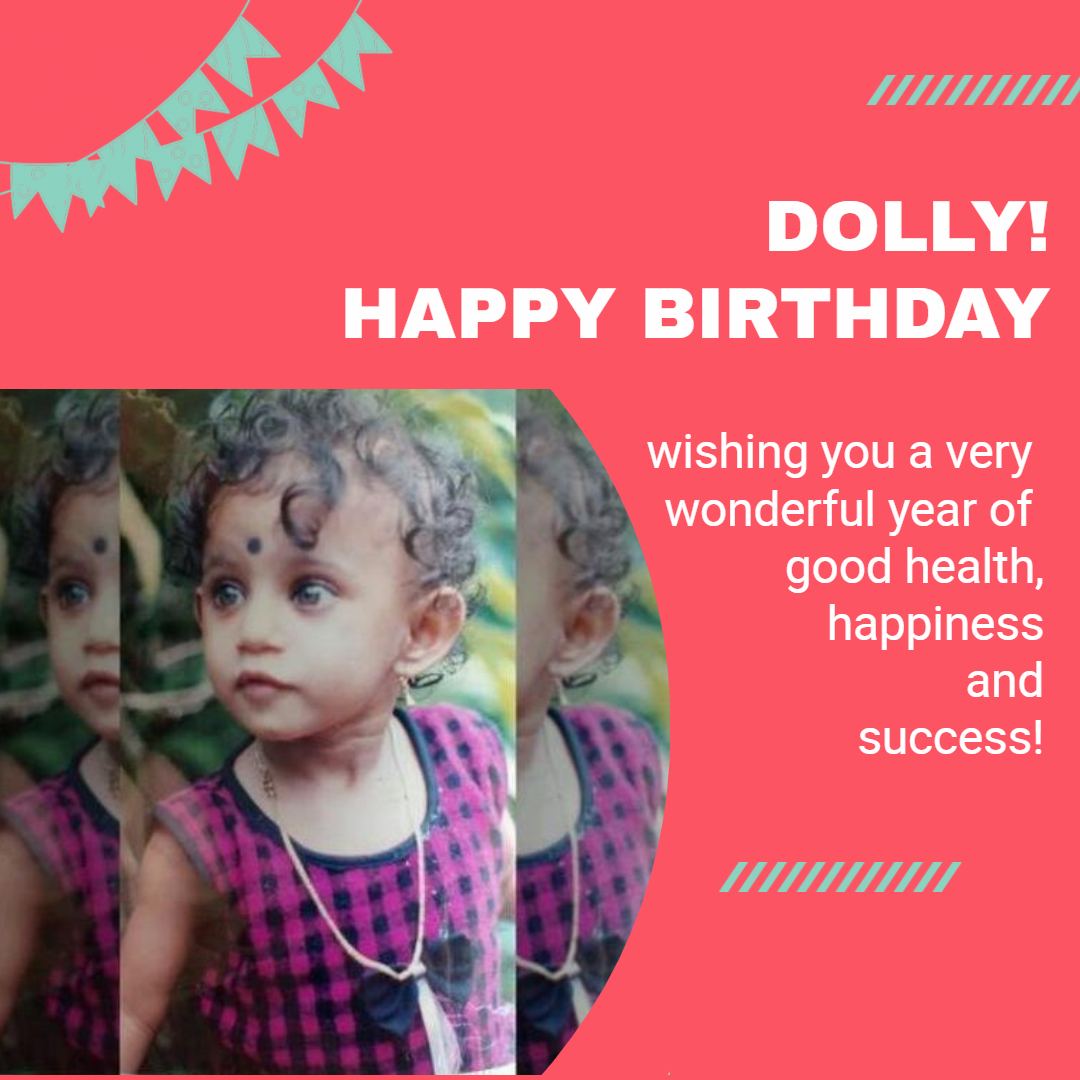 DOLLY!
HAPPY BIRTHDAY
wishing you a very
wonderful year of
good health,
happiness
and
success!